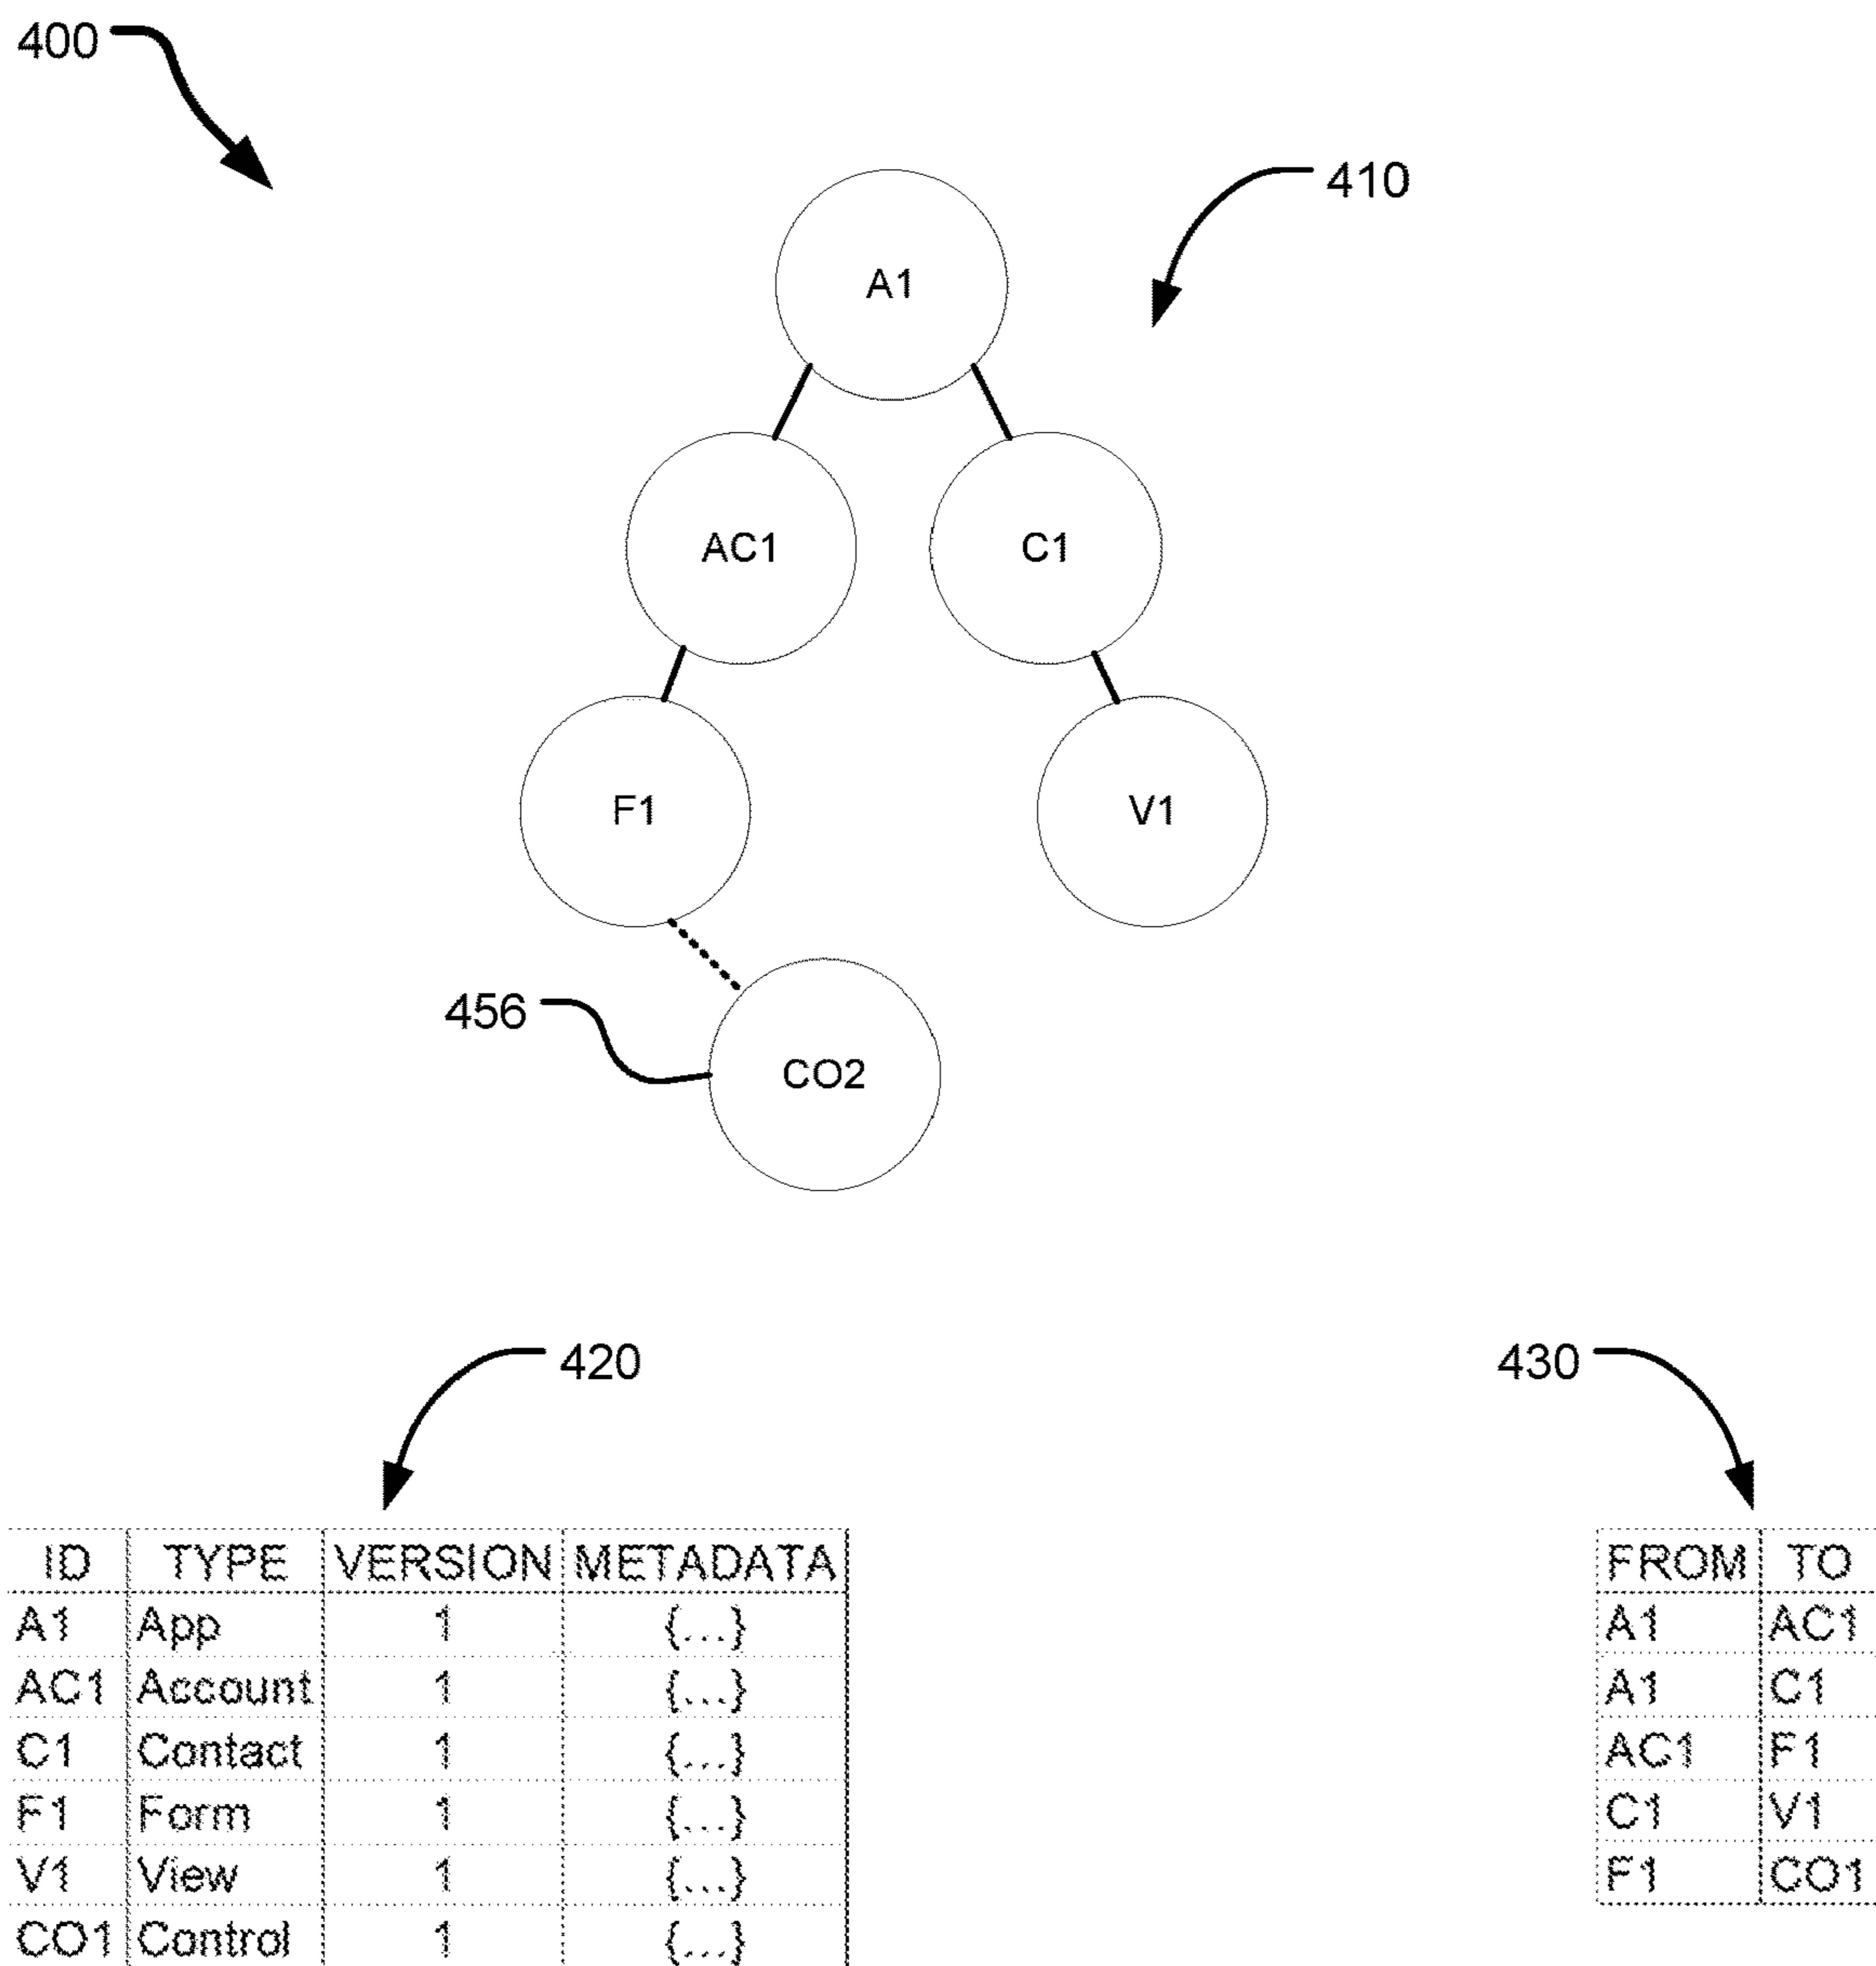 400
410
A1
AC1 C1
F1 V1
456
CO2
420 430
ID TYPE VERSION METADATA
A1 App 1 {...}
AC1 Account 1 {...}
C1 Contact 1 {...}
F1 Form 1 {...}
V1 View 1 {...}
CO1 Control 1 {...}
FROM TO
A1 AC1
A1 C1
AC1 F1
C1 V1
F1 CO1